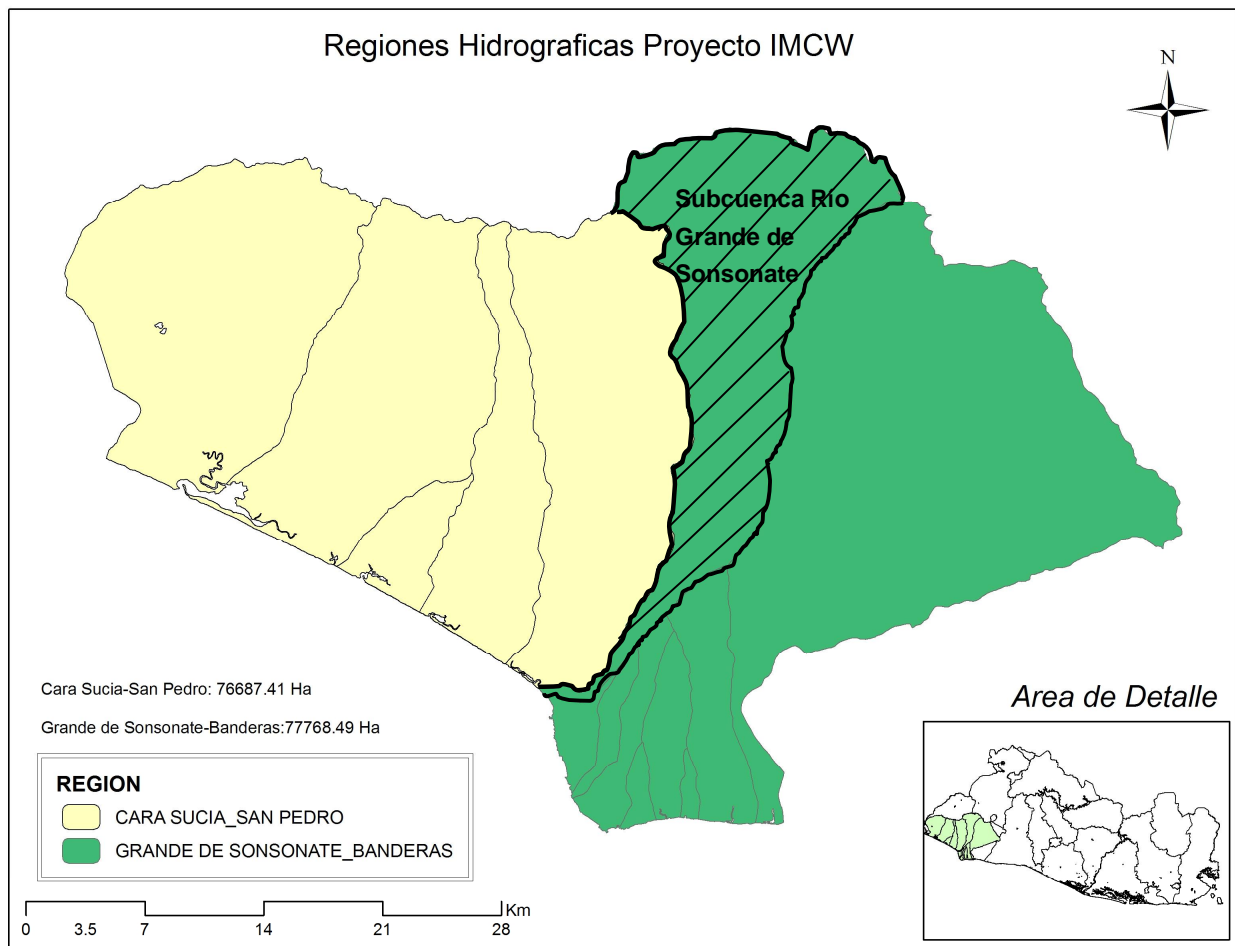 Regiones Hidrograficas Proyecto IMCW
N
Subcuenca Rio
Grande de
Sonsonate
Cara Sucia-San Pedro: 76687.41 Ha
Grande de Sonsonate-Banderas:77768.49 Ha
REGION
CARA SUCIA_SAN PEDRO
GRANDE DE SONSONATE_BANDERAS
Area de Detalle
Km
0 3.5 7 14 21 28